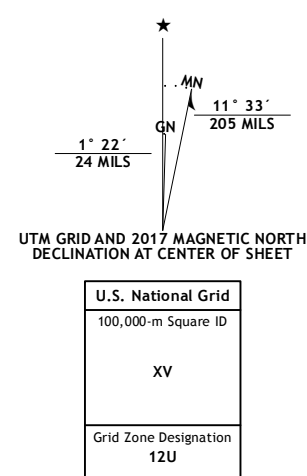 ★
MN
11° 33´
205 MILS
GN
1° 22´
24 MILS
UTM GRID AND 2017 MAGNETIC NORTH
DECLINATION AT CENTER OF SHEET
U.S. National Grid
100,000-m Square ID
XV
Grid Zone Designation
12U